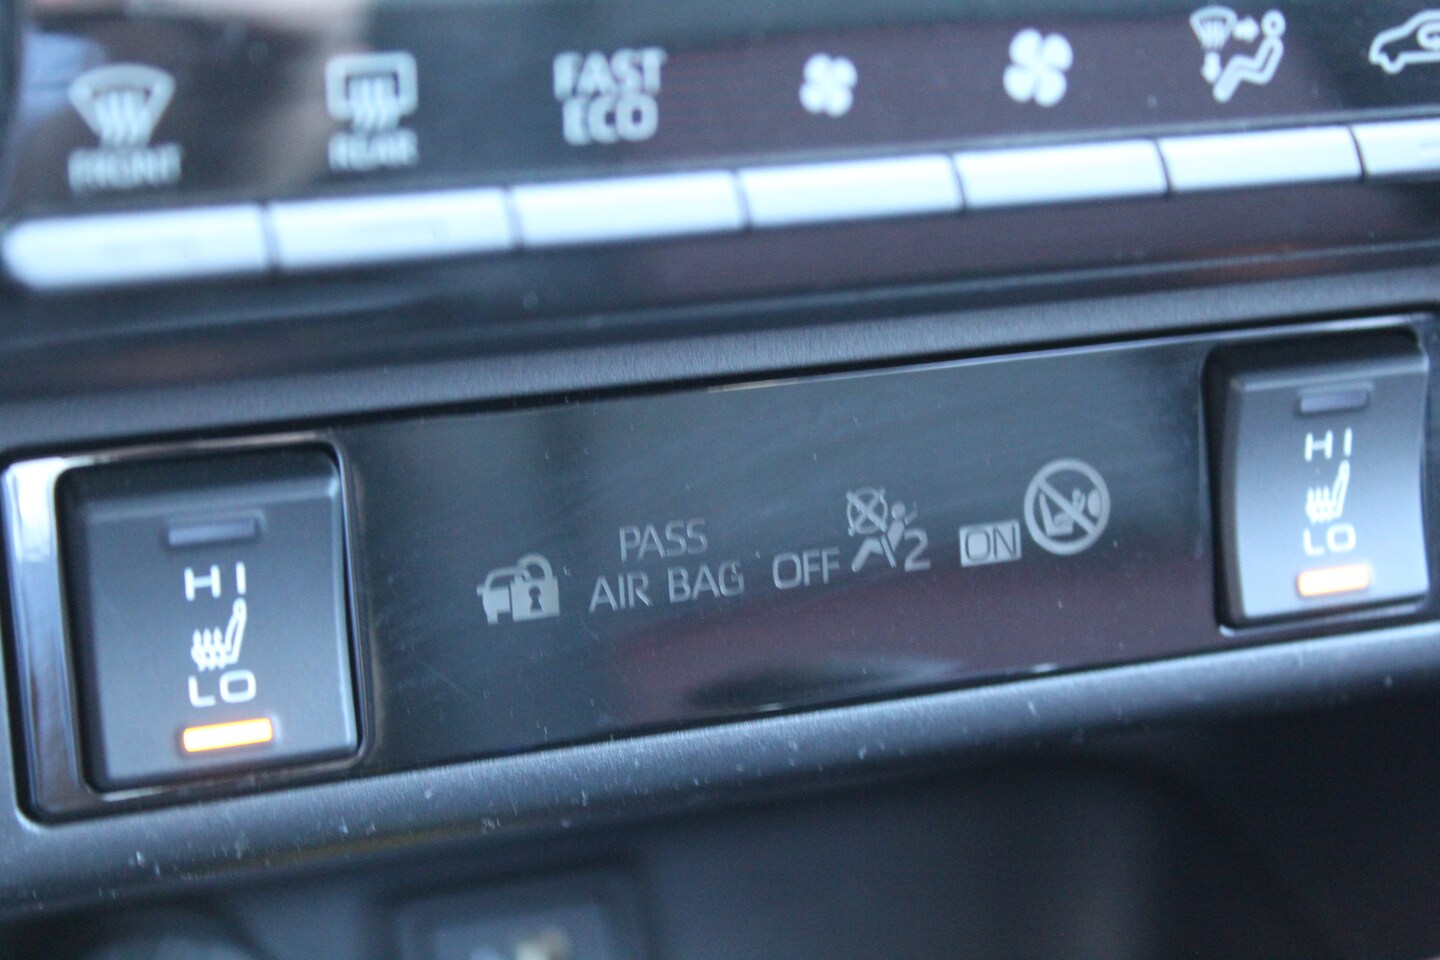 FRONT
REAR
FAST
ECO
HI
LO
PASS
AIR BAG OFF 2 ON
HI
LO